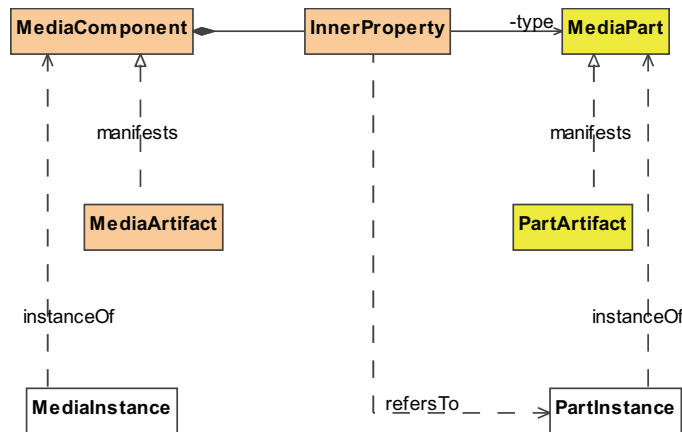 MediaComponent
InnerProperty
-type
MediaPart
manifests
manifests
MediaArtifact
PartArtifact
instanceOf
instanceOf
MediaInstance
refersTo
PartInstance